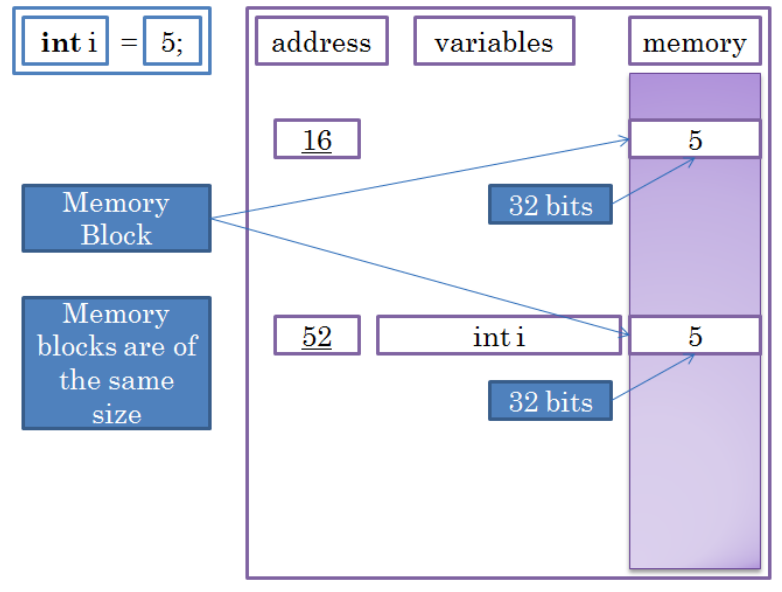 int i = 5;
address variables memory
16 5
Memory
Block
32 bits
Memory
blocks are of
the same
size
52 int i 5
32 bits